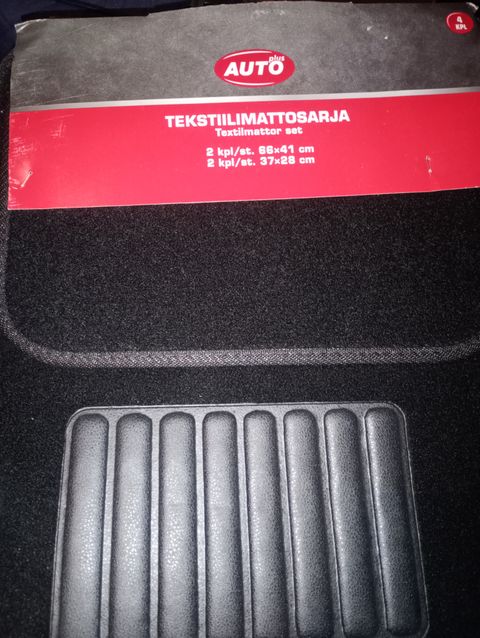 4
KPL
plus
AUTO
TEKSTIILIMATTOSARJA
Textilmattor set
2 kpl/st. 66x41 cm
2 kpl/st. 37x28 cm